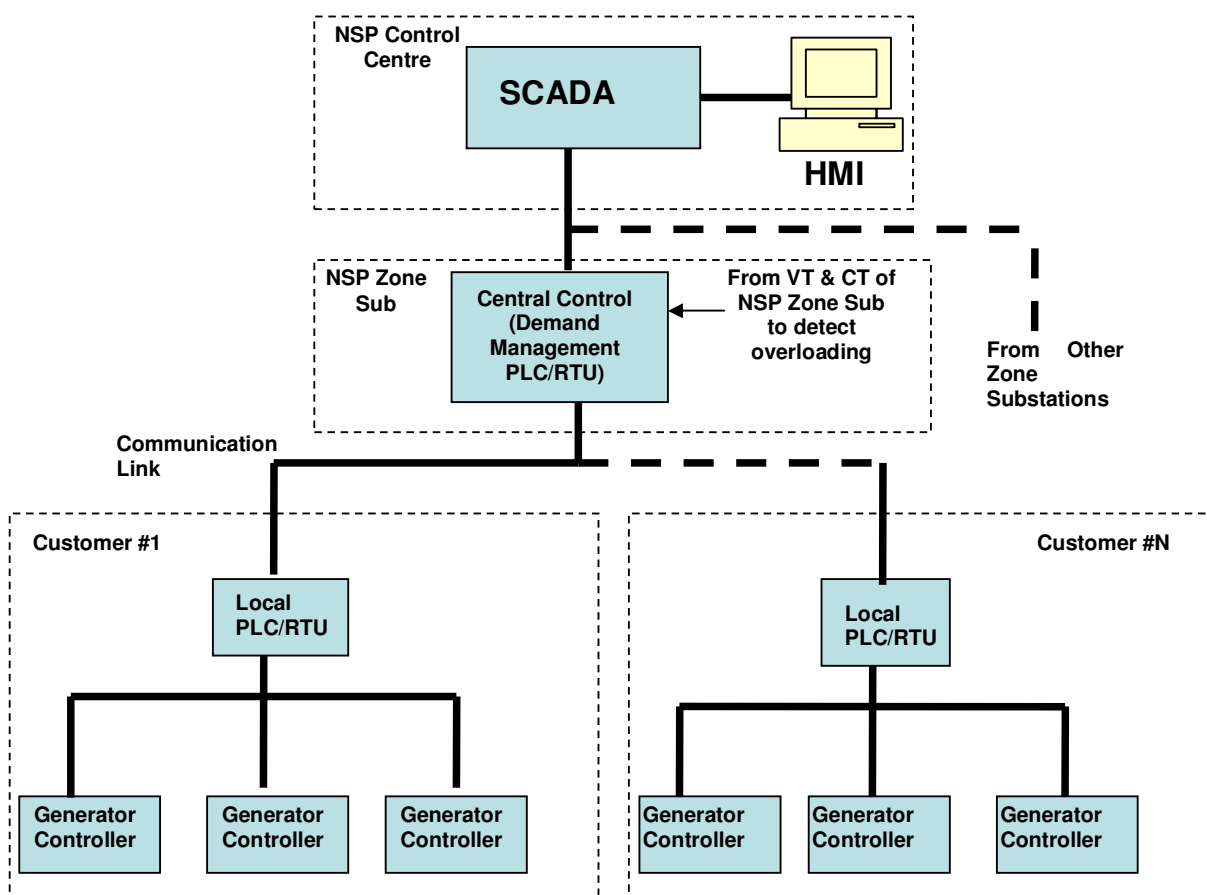 NSP Control
Centre
SCADA
HMI
NSP Zone
Sub
Central Control
(Demand
Management
PLC/RTU)
From VT & CT of
NSP Zone Sub
to detect
overloading
From Other
Zone
Substations
Communication
Link
Customer #1
Customer #N
Local
PLC/RTU
Local
PLC/RTU
Generator
Controller
Generator
Controller
Generator
Controller
Generator
Controller
Generator
Controller
Generator
Controller